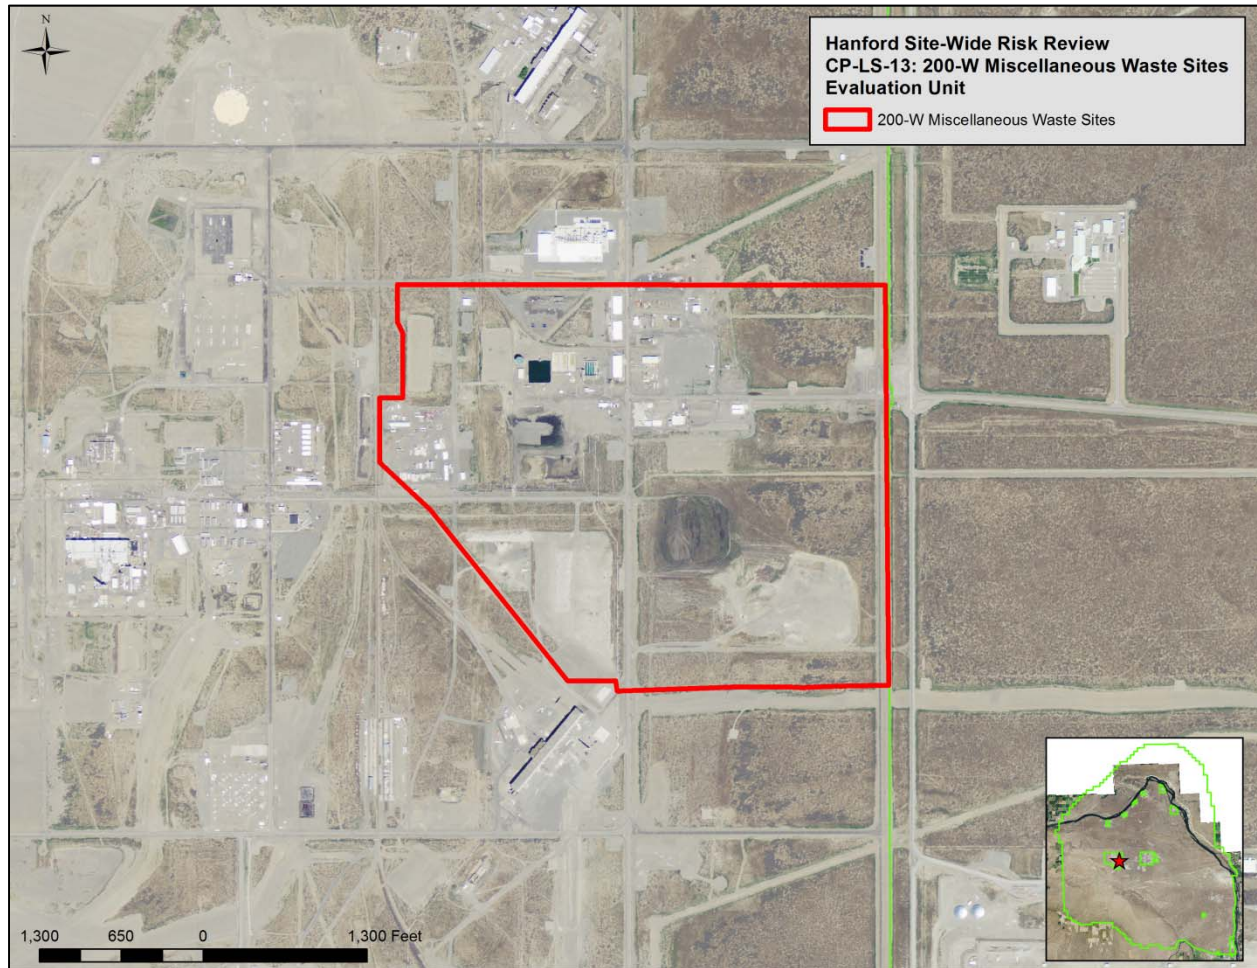 N
Hanford Site-Wide Risk Review
CP-LS-13: 200-W Miscellaneous Waste Sites
Evaluation Unit
200-W Miscellaneous Waste Sites
1,300 650 0 1,300 Feet